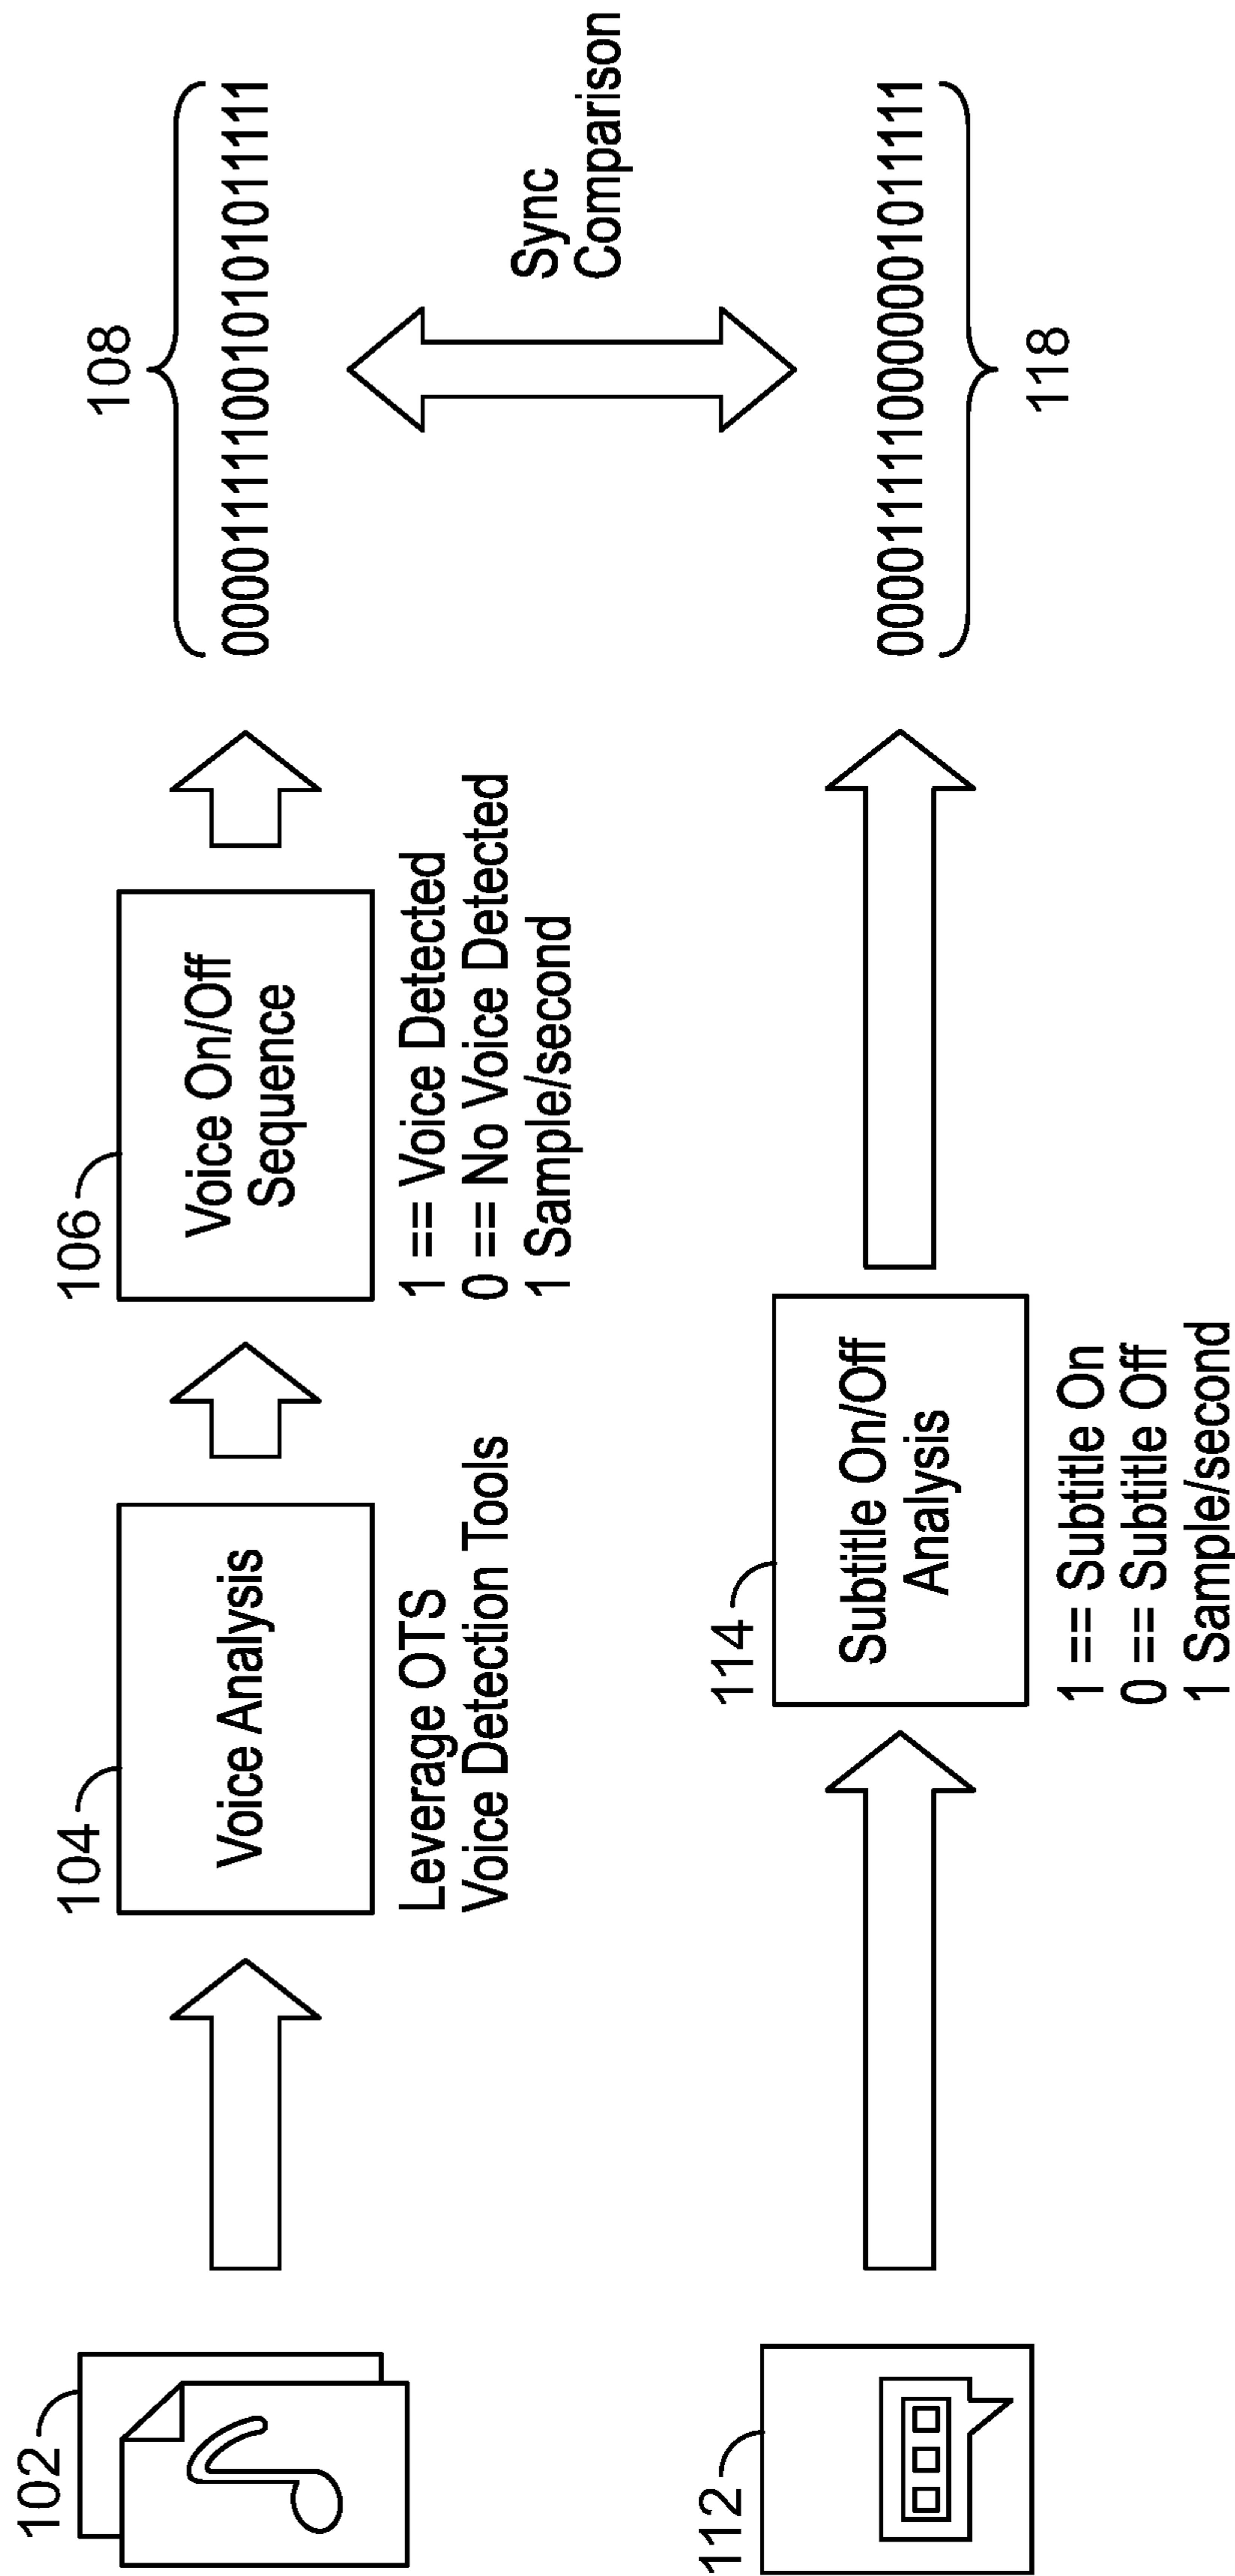 102
104
Voice Analysis
Leverage OTS
Voice Detection Tools
106
Voice On/Off
Sequence
1 == Voice Detected
0 == No Voice Detected
1 Sample/second
108
0000111110010101011111
Sync
Comparison
112
114
Subtitle On/Off
Analysis
1 == Subtitle On
0 == Subtitle Off
1 Sample/second
0000111110000001011111
118